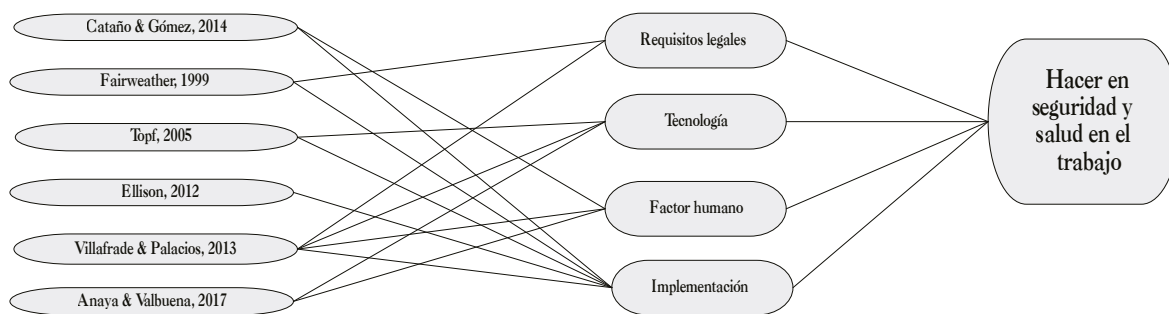 Cataño & Gómez, 2014
Fairweather, 1999
Topf, 2005
Ellison, 2012
Villafrade & Palacios, 2013
Anaya & Valbuena, 2017
Requisitos legales
Tecnología
Factor humano
Implementación
Hacer en
seguridad y
salud en el
trabajo